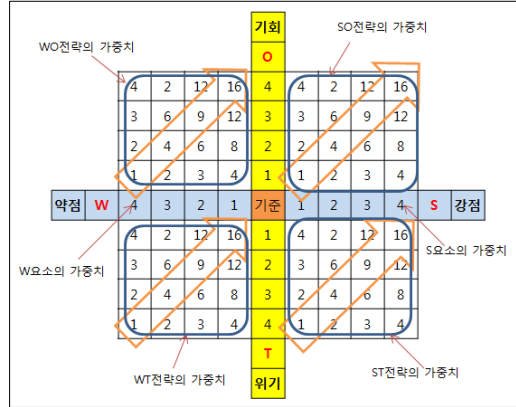 기회
WO전략의 가중치
SO전략의 가중치
O
4 2 12 16 4 4 2 12 16
3 6 9 12 3 3 6 9 12
2 4 6 8 2 2 4 6 8
1 2 3 4 1 1 2 3 4
약점 W 4 3 2 1 기준 1 2 3 4 S 강점
4 2 12 16 1 4 2 12 16
3 6 9 12 2 3 6 9 12
W요소의 가중치
S요소의 가중치
2 4 6 8 3 2 4 6 8
1 2 3 4 4 1 2 3 4
T
WT전략의 가중치
ST전략의 가중치
위기